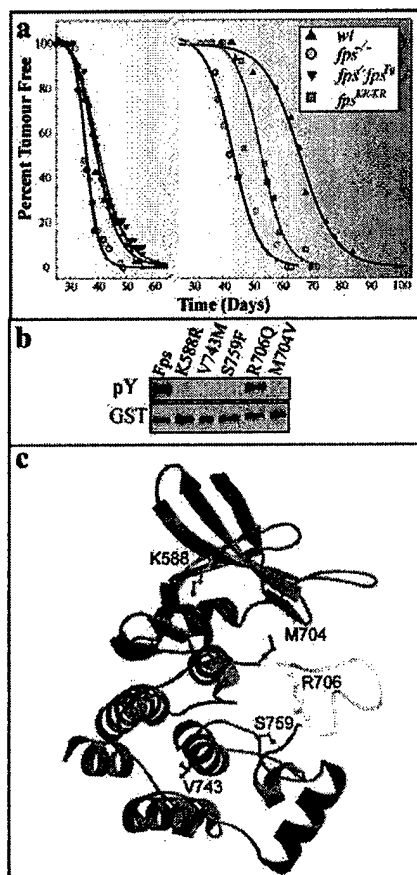 a
Percent Tumour Free
100
80
60
40
20
0
30 40 50 60
30 40 50 60 70 80 90 100
Time (Days)
wt
fps⁻/⁻
fps KR-KR
b
Fps K588R V743M S759F R706Q M704V
pY
GST
c
K588
M704
R706
S759
V743